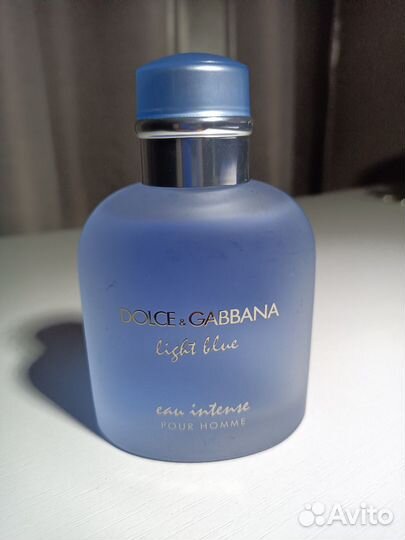 DOLCE & GABBANA
light blue
eau intense
POUR HOMME
Avito